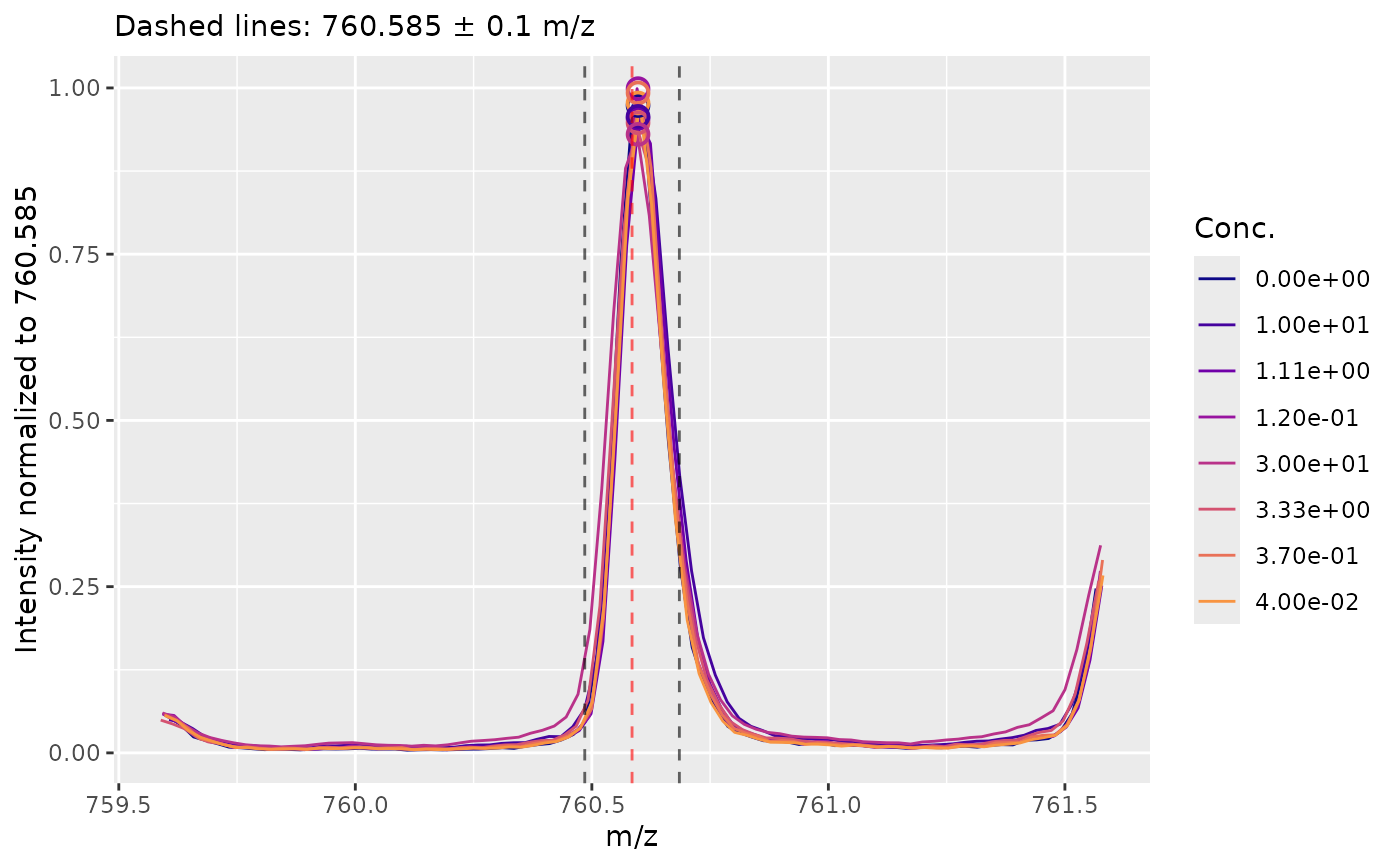 Dashed lines: 760.585 ± 0.1 m/z
Intensity normalized to 760.585
1.00
0.75
0.50
0.25
0.00
759.5
760.0
760.5
761.0
761.5
m/z
Conc.
0.00e+00
1.00e+01
1.11e+00
1.20e-01
3.00e+01
3.33e+00
3.70e-01
4.00e-02